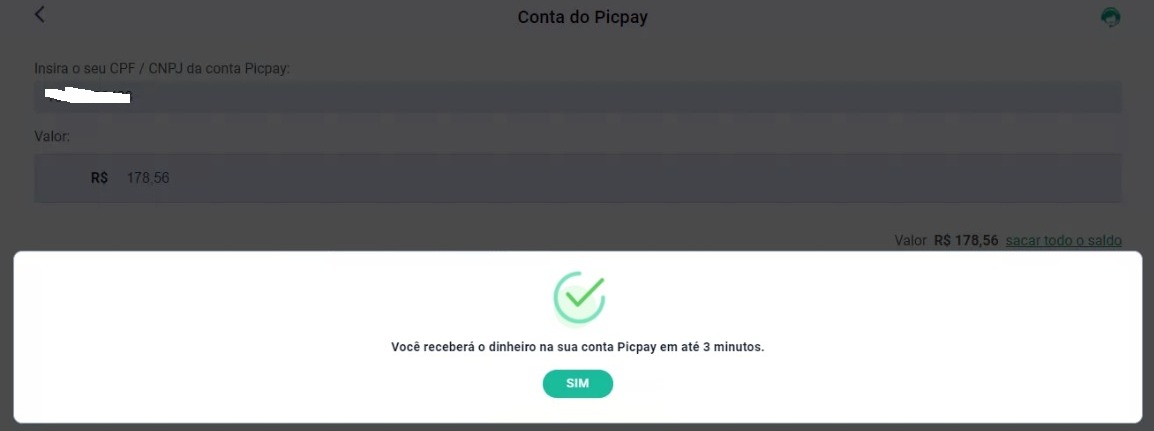 Conta do Picpay
Insira o seu CPF / CNPJ da conta Picpay:
Valor:
R$ 178,56
Valor R$ 178,56 sacar todo o saldo
Você receberá o dinheiro na sua conta Picpay em até 3 minutos.
SIM